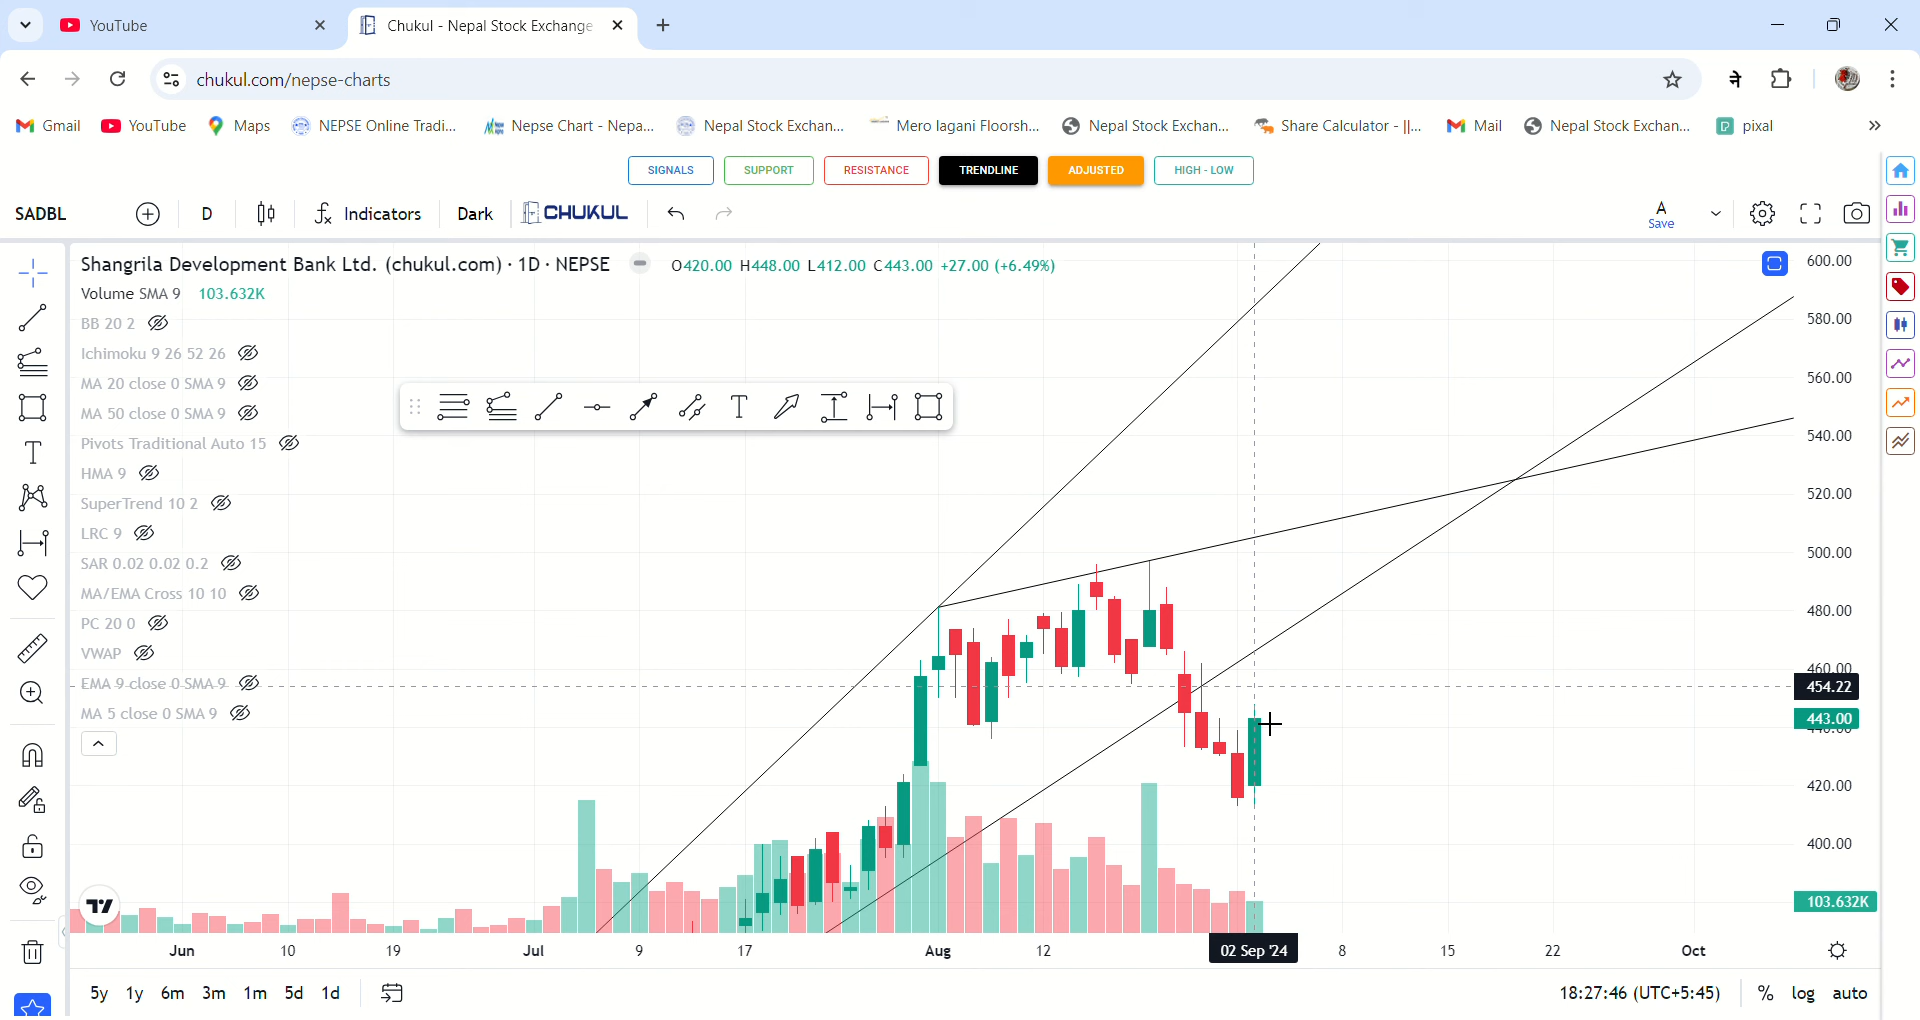 YouTube
Chukul - Nepal Stock Exchange
chukul.com/nepse-charts
ने
Gmail YouTube Maps NEPSE Online Tradi... Nepse Chart - Nepa... Nepal Stock Exchan... Mero lagani Floorsh... Nepal Stock Exchan... Share Calculator - ||... Mail Nepal Stock Exchan... pixal
SIGNALS SUPPORT RESISTANCE TRENDLINE ADJUSTED HIGH - LOW
SADBL D Indicators Dark CHUKUL A Save
Shangrila Development Bank Ltd. (chukul.com) · 1D · NEPSE O420.00 H448.00 L412.00 C443.00 +27.00 (+6.49%)
Volume SMA 9 103.632K
BB 20 2
Ichimoku 9 26 52 26
MA 20 close 0 SMA 9
MA 50 close 0 SMA 9
Pivots Traditional Auto 15
HMA 9
SuperTrend 10 2
LRC 9
SAR 0.02 0.02 0.2
MA/EMA Cross 10 10
PC 20 0
VWAP
EMA 9 close 0 SMA 9
MA 5 close 0 SMA 9
600.00
580.00
560.00
540.00
520.00
500.00
480.00
460.00
454.22
443.00
440.00
420.00
400.00
103.632K
Jun 10 19 Jul 9 17 Aug 12 02 Sep '24 8 15 22 Oct
5y 1y 6m 3m 1m 5d 1d 18:27:46 (UTC+5:45) % log auto